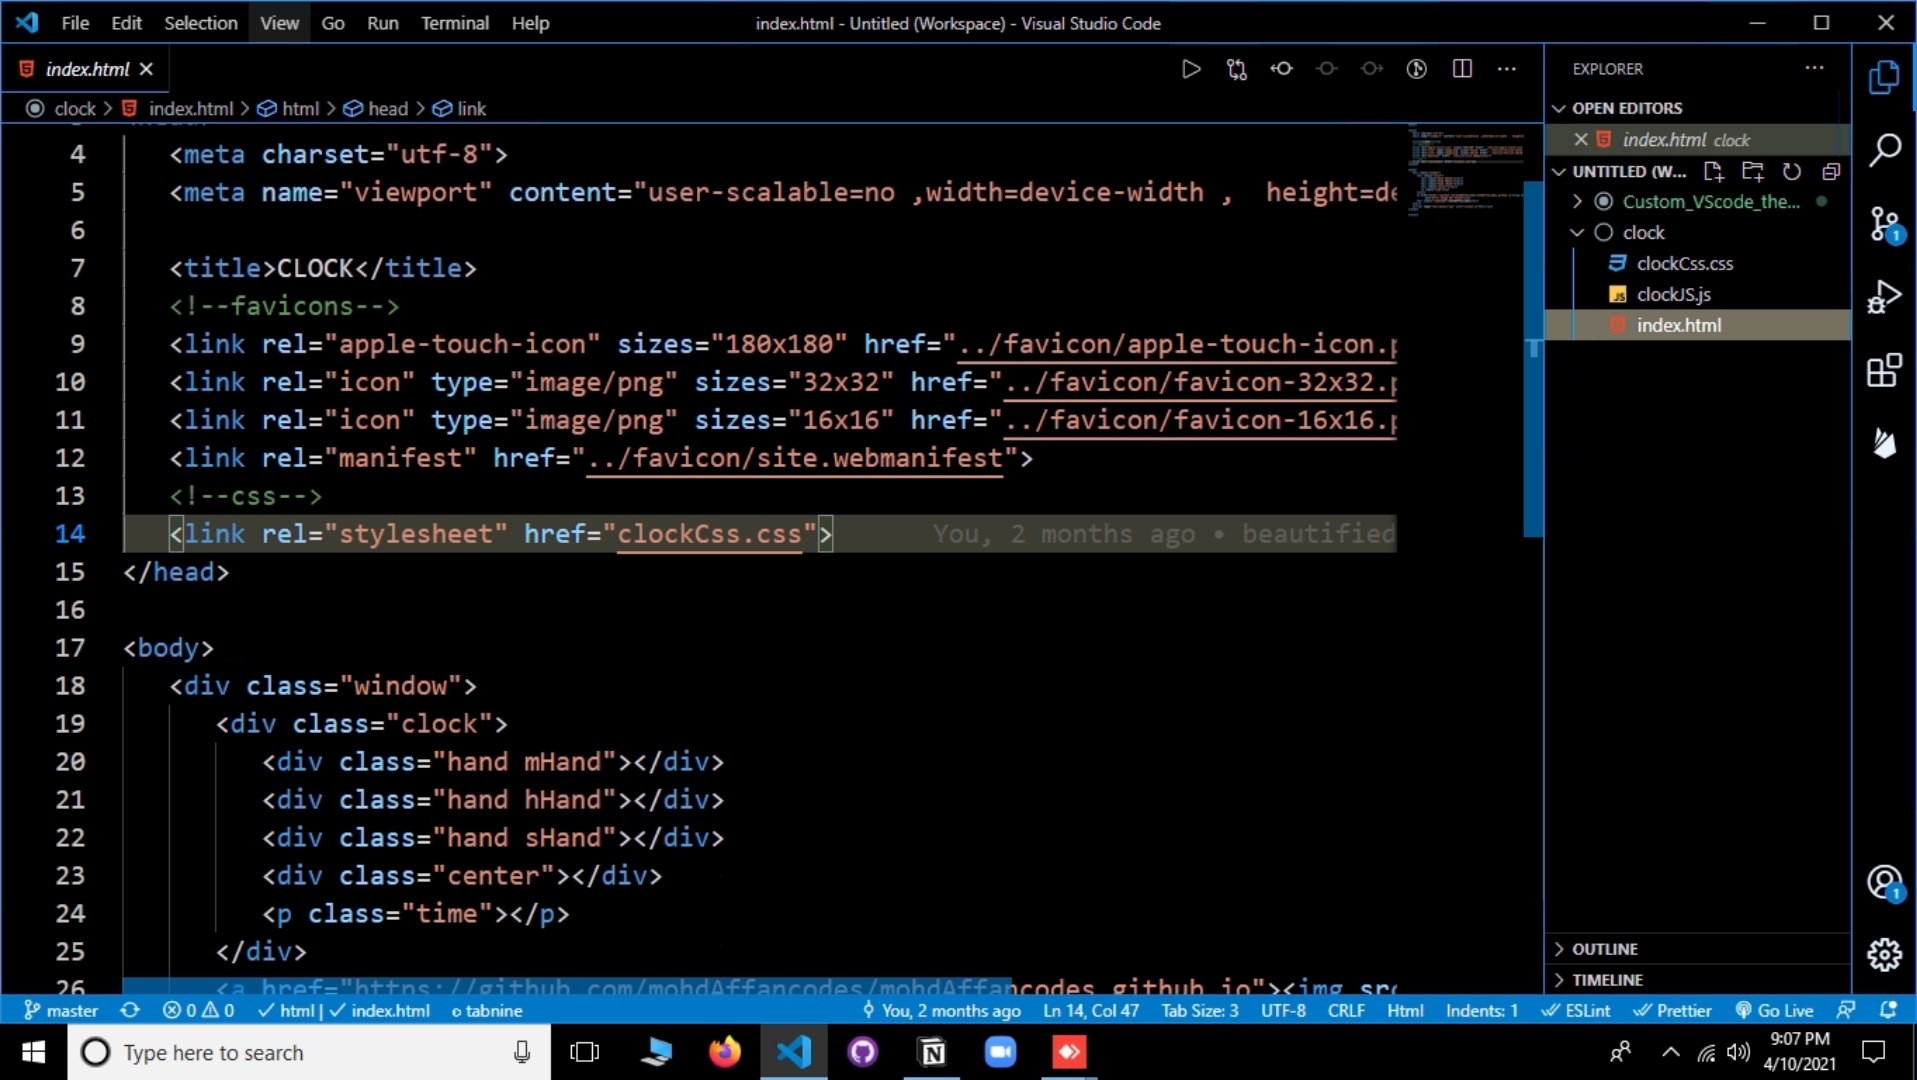 File Edit Selection View Go Run Terminal Help
index.html - Untitled (Workspace) - Visual Studio Code
index.html
clock > index.html > html > head > link
4 <meta charset="utf-8">
5 <meta name="viewport" content="user-scalable=no ,width=device-width , height=de
6
7 <title>CLOCK</title>
8 <!--favicons-->
9 <link rel="apple-touch-icon" sizes="180x180" href="../favicon/apple-touch-icon.p
10 <link rel="icon" type="image/png" sizes="32x32" href="../favicon/favicon-32x32.p
11 <link rel="icon" type="image/png" sizes="16x16" href="../favicon/favicon-16x16.p
12 <link rel="manifest" href="../favicon/site.webmanifest">
13 <!--css-->
14 <link rel="stylesheet" href="clockCss.css"> You, 2 months ago • beautified
15 </head>
16
17 <body>
18 <div class="window">
19 <div class="clock">
20 <div class="hand mHand"></div>
21 <div class="hand hHand"></div>
22 <div class="hand sHand"></div>
23 <div class="center"></div>
24 <p class="time"></p>
25 </div>
26 <a href="https://github.com/mohdAffancodes/mohdAffancodes.github.io"><img src
EXPLORER
OPEN EDITORS
index.html clock
UNTITLED (W...
Custom_VScode_the...
clock
clockCss.css
JS clockJS.js
index.html
1
1
OUTLINE
TIMELINE
master 0 0 html | index.html tabnine You, 2 months ago Ln 14, Col 47 Tab Size: 3 UTF-8 CRLF Html Indents: 1 ESLint Prettier Go Live
Type here to search
9:07 PM
4/10/2021